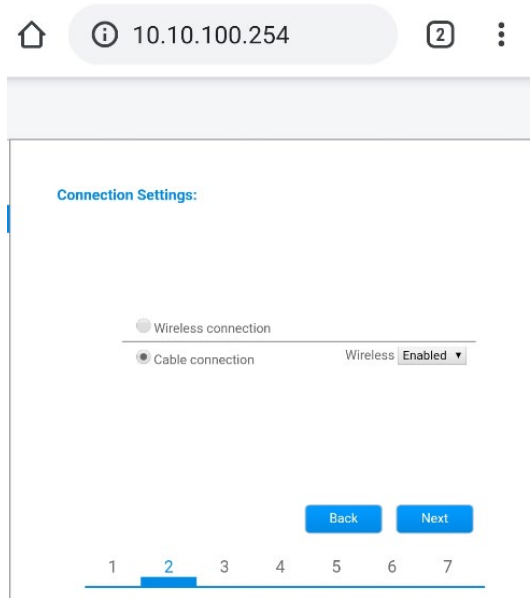 10.10.100.254
2
Connection Settings:
Wireless connection
Cable connection Wireless Enabled
Back Next
1 2 3 4 5 6 7